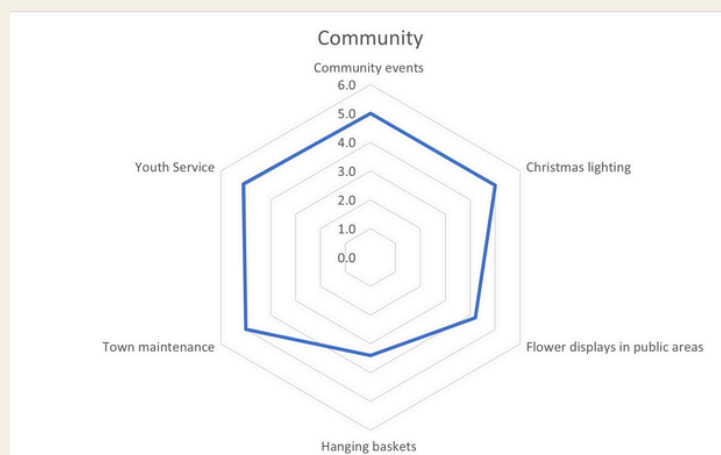 Community
Community events
6.0
5.0
4.0
3.0
2.0
1.0
0.0
Youth Service
Christmas lighting
Town maintenance
Flower displays in public areas
Hanging baskets